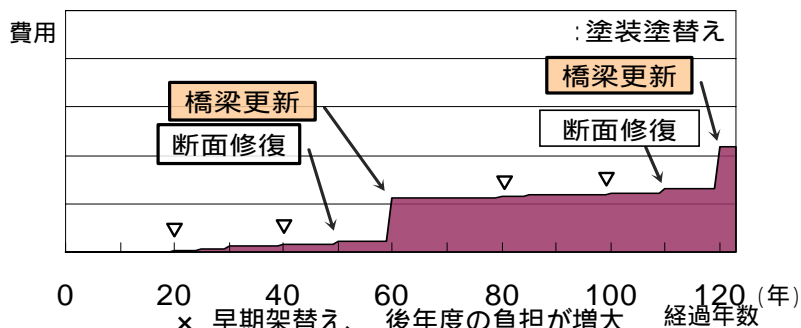 費用
:塗装塗替え
橋梁更新
橋梁更新
断面修復
断面修復
▽ ▽ ▽ ▽
0 20 40 60 80 100 120 (年)
× 早期架替え、 後年度の負担が増大
経過年数